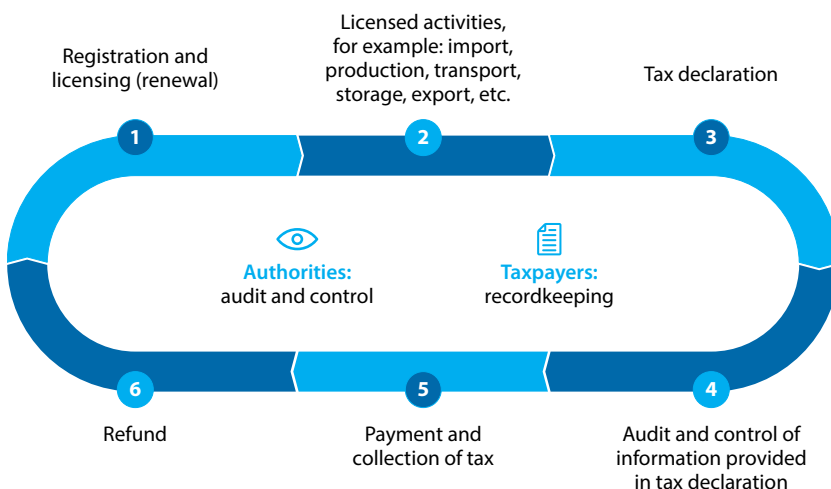 Registration and
licensing (renewal)
1
Licensed activities,
for example: import,
production, transport,
storage, export, etc.
2
Tax declaration
3
Authorities:
audit and control
Taxpayers:
recordkeeping
6
Refund
5
Payment and
collection of tax
4
Audit and control of
information provided
in tax declaration